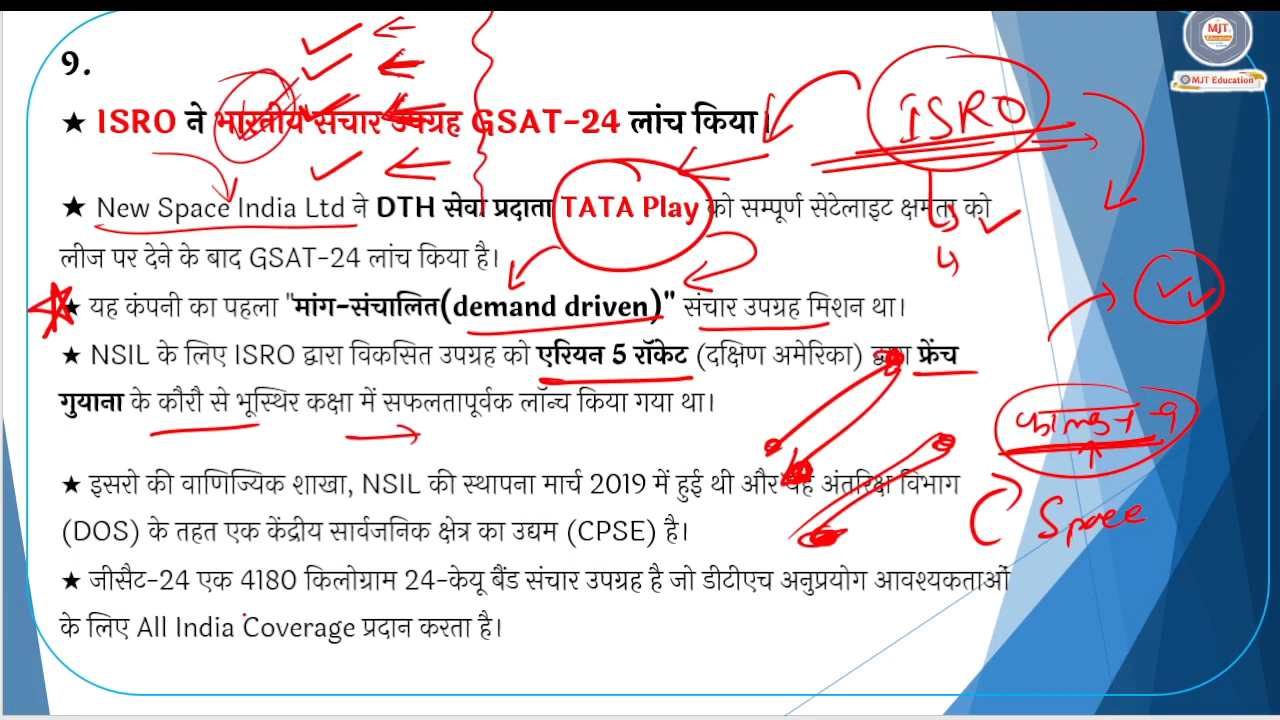 MJT
Education
MJT Education
9.
★ ISRO ने भारतीय संचार उपग्रह GSAT-24 लांच किया।
ISRO
★ New Space India Ltd ने DTH सेवा प्रदाता TATA Play को सम्पूर्ण सेटेलाइट क्षमता को
लीज पर देने के बाद GSAT-24 लांच किया है।
★ यह कंपनी का पहला "मांग-संचालित(demand driven)" संचार उपग्रह मिशन था।
★ NSIL के लिए ISRO द्वारा विकसित उपग्रह को एरियन 5 रॉकेट (दक्षिण अमेरिका) द्वारा फ्रेंच
गुयाना के कौरौ से भूस्थिर कक्षा में सफलतापूर्वक लॉन्च किया गया था।
फाल्कन-9
★ इसरो की वाणिज्यिक शाखा, NSIL की स्थापना मार्च 2019 में हुई थी और यह अंतरिक्ष विभाग
Space
(DOS) के तहत एक केंद्रीय सार्वजनिक क्षेत्र का उद्यम (CPSE) है।
★ जीसैट-24 एक 4180 किलोग्राम 24-केयू बैंड संचार उपग्रह है जो डीटीएच अनुप्रयोग आवश्यकताओं
के लिए All India Coverage प्रदान करता है।